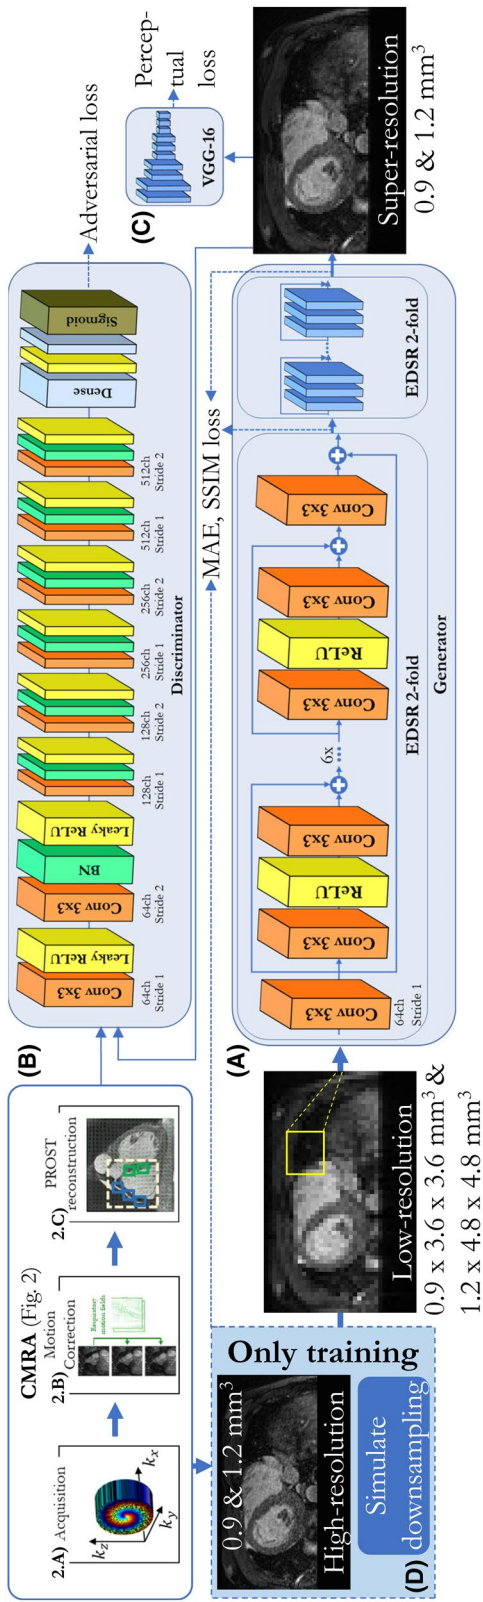 CMRA (Fig. 2)
2.A) Acquisition
kz
kx
ky
2.B) Motion
Correction
Respiratory
motion fields
2.C) PROST
reconstruction
(D)
0.9 & 1.2 mm³
High-resolution
Only training
Simulate
downsampling
Low-resolution
0.9 x 3.6 x 3.6 mm³ &
1.2 x 4.8 x 4.8 mm³
(B)
Conv 3x3
64ch
Stride 1
Leaky ReLU
Conv 3x3
64ch
Stride 2
BN
Leaky ReLU
128ch
Stride 1
128ch
Stride 2
256ch
Stride 1
256ch
Stride 2
512ch
Stride 1
512ch
Stride 2
Dense
Sigmoid
Discriminator
Adversarial loss
MAE, SSIM loss
(A)
Conv 3x3
64ch
Stride 1
Conv 3x3
ReLU
Conv 3x3
6x
Conv 3x3
ReLU
Conv 3x3
Conv 3x3
EDSR 2-fold
EDSR 2-fold
Generator
(C)
VGG-16
Percep-
tual
loss
Super-resolution
0.9 & 1.2 mm³